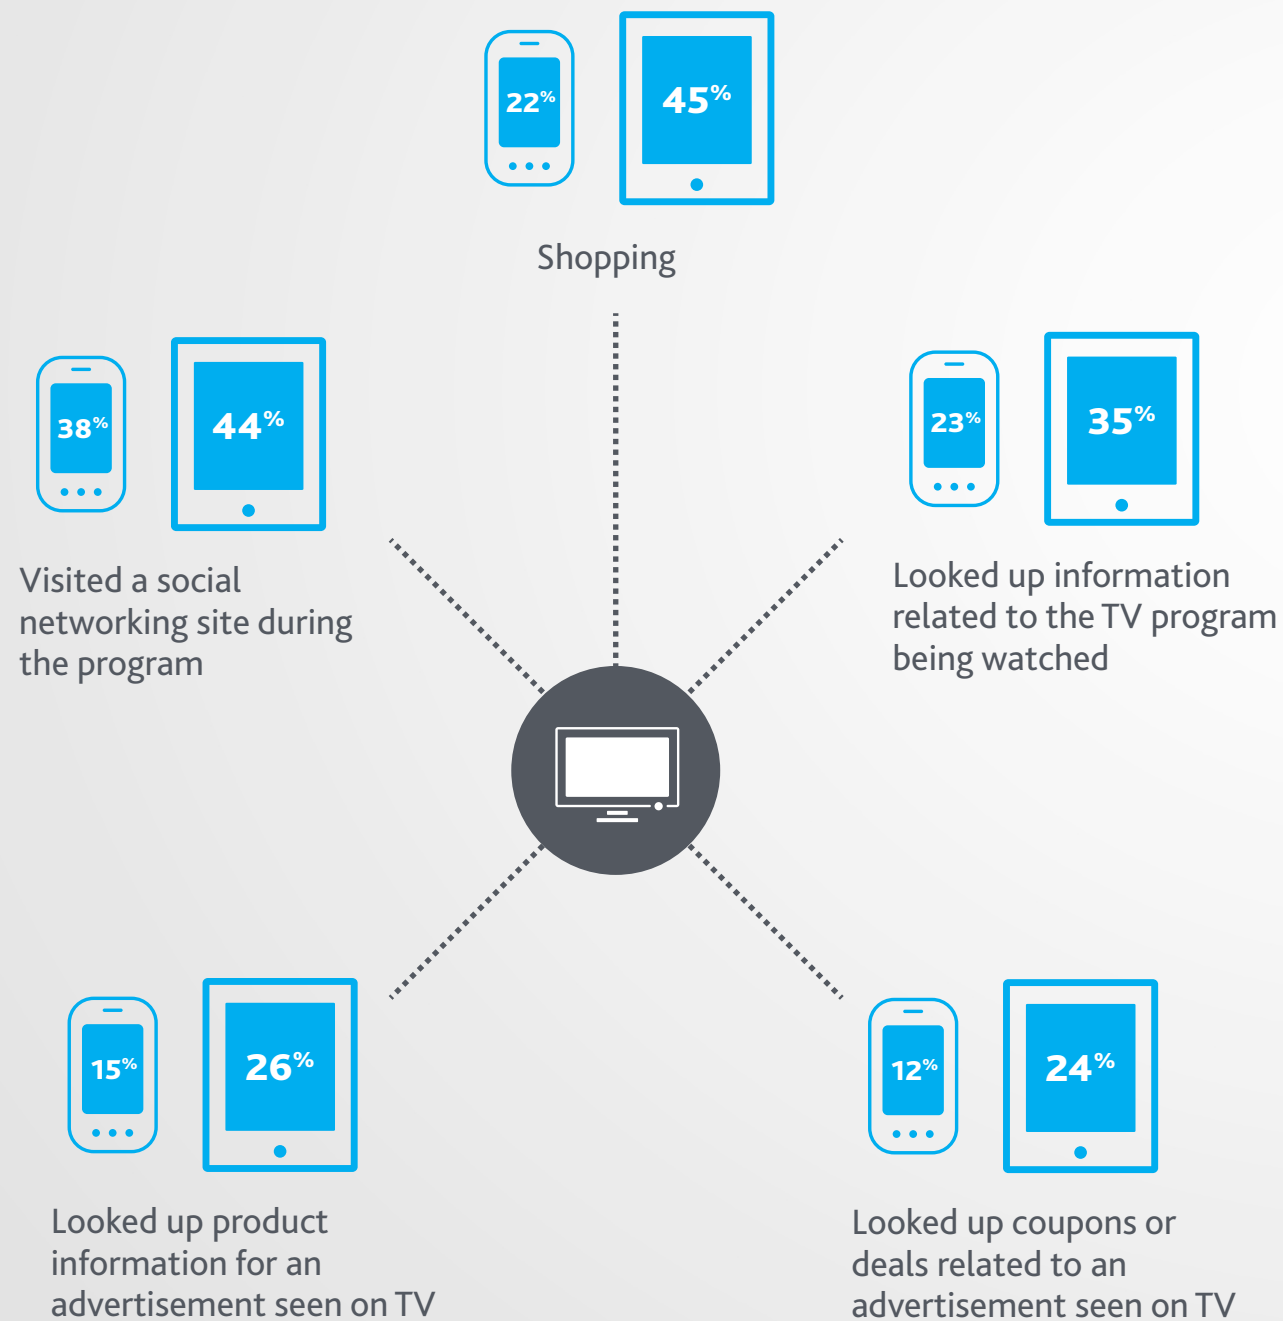 22%
45%
Shopping
38%
44%
Visited a social
networking site during
the program
23%
35%
Looked up information
related to the TV program
being watched
15%
26%
Looked up product
information for an
advertisement seen on TV
12%
24%
Looked up coupons or
deals related to an
advertisement seen on TV